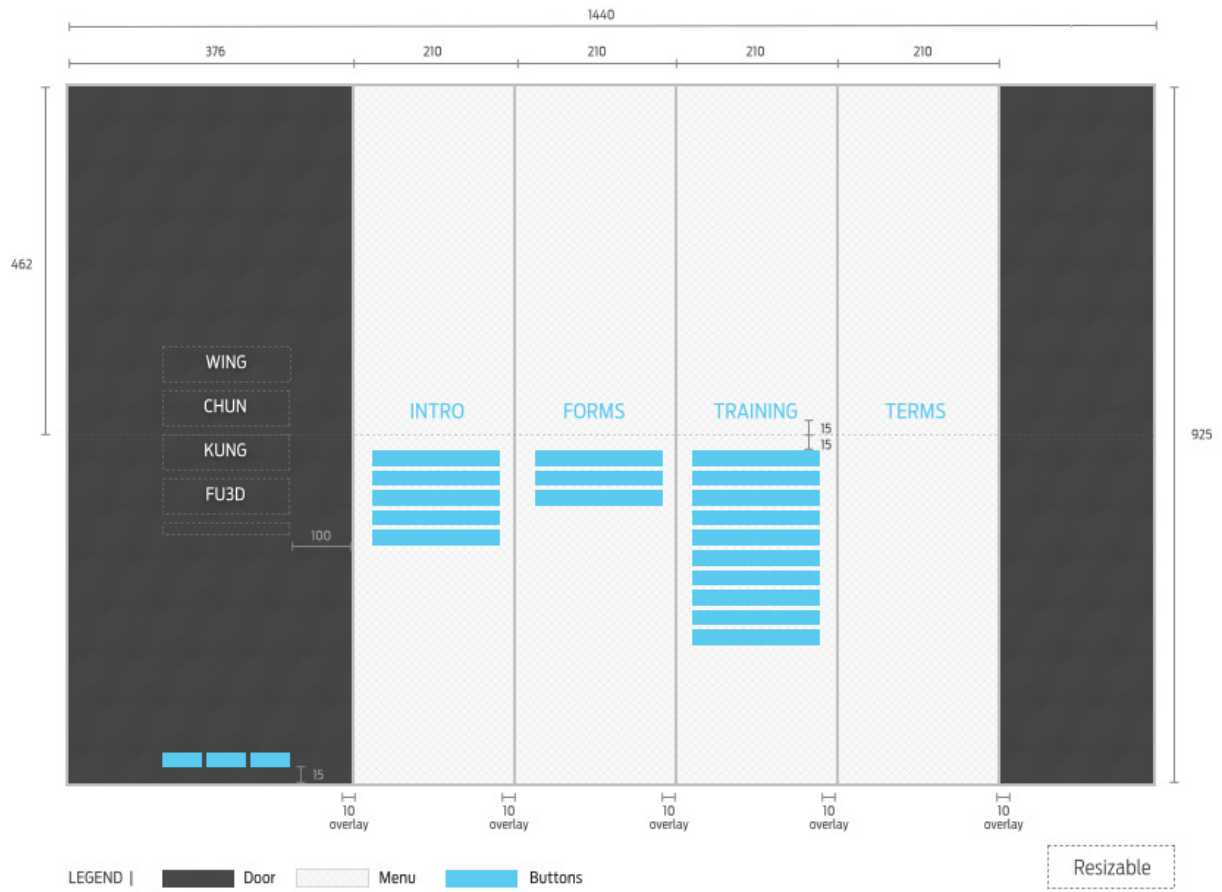 1440
376 210 210 210 210
462
WING
CHUN
KUNG
FU3D
100
15
INTRO FORMS TRAINING TERMS
15
15
925
10 10 10 10 10
overlay overlay overlay overlay overlay
LEGEND | Door Menu Buttons
Resizable